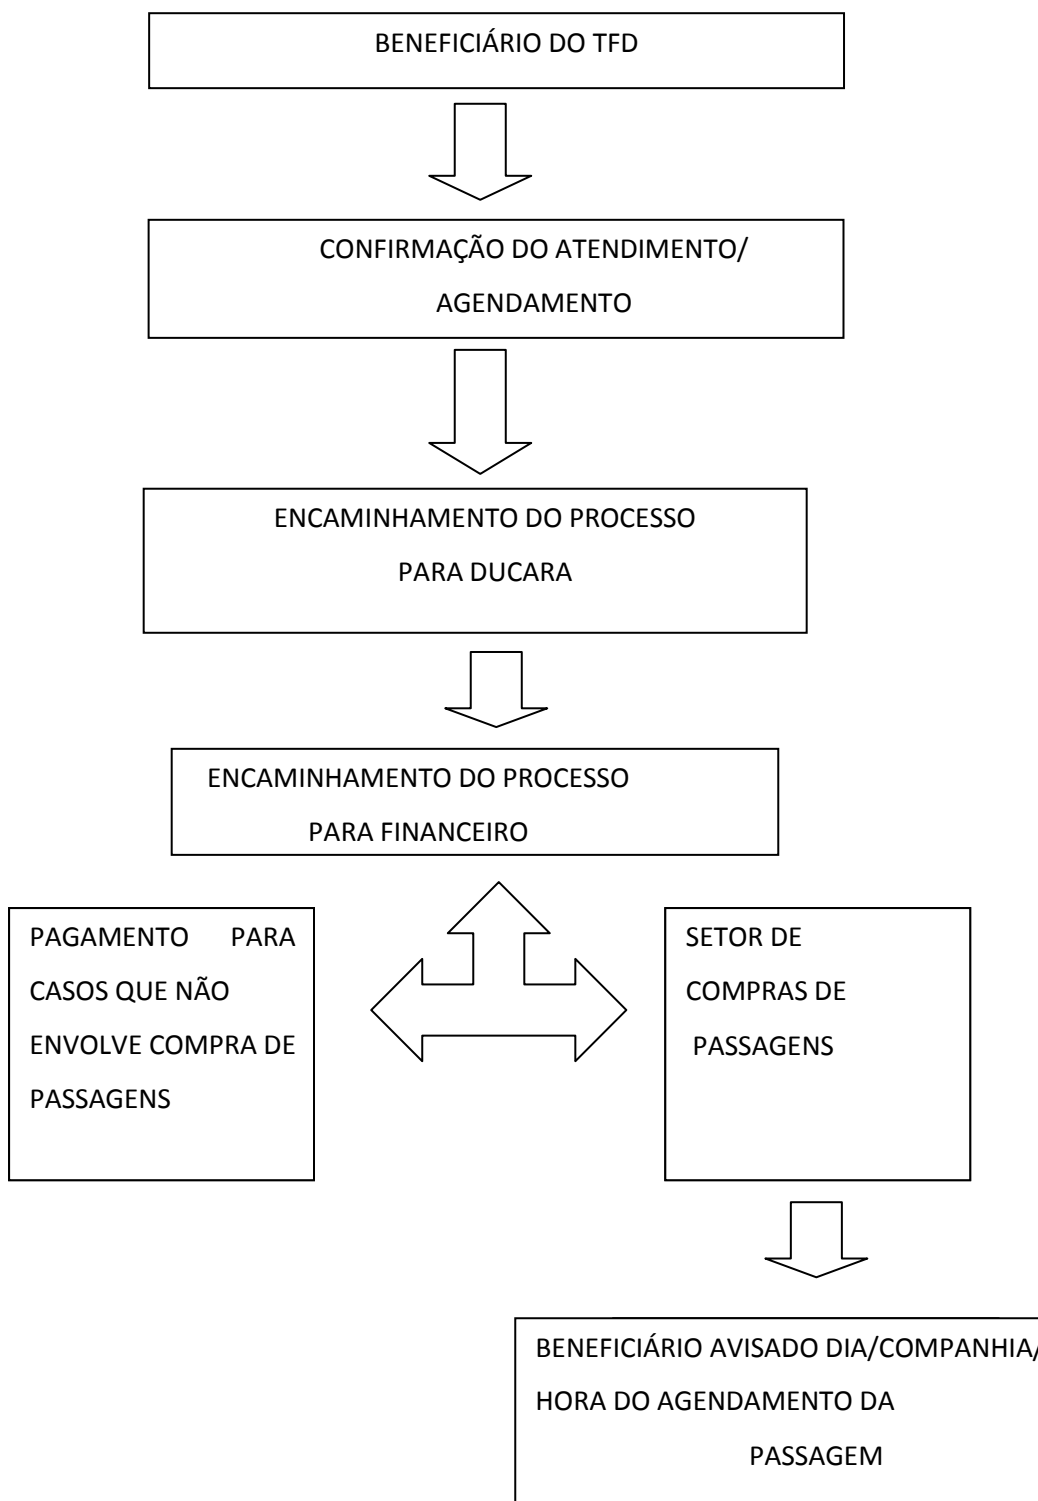 BENEFICIÁRIO DO TFD
CONFIRMAÇÃO DO ATENDIMENTO/
AGENDAMENTO
ENCAMINHAMENTO DO PROCESSO
PARA DUCARA
ENCAMINHAMENTO DO PROCESSO
PARA FINANCEIRO
PAGAMENTO PARA
CASOS QUE NÃO
ENVOLVE COMPRA DE
PASSAGENS
SETOR DE
COMPRAS DE
PASSAGENS
BENEFICIÁRIO AVISADO DIA/COMPANHIA/
HORA DO AGENDAMENTO DA
PASSAGEM